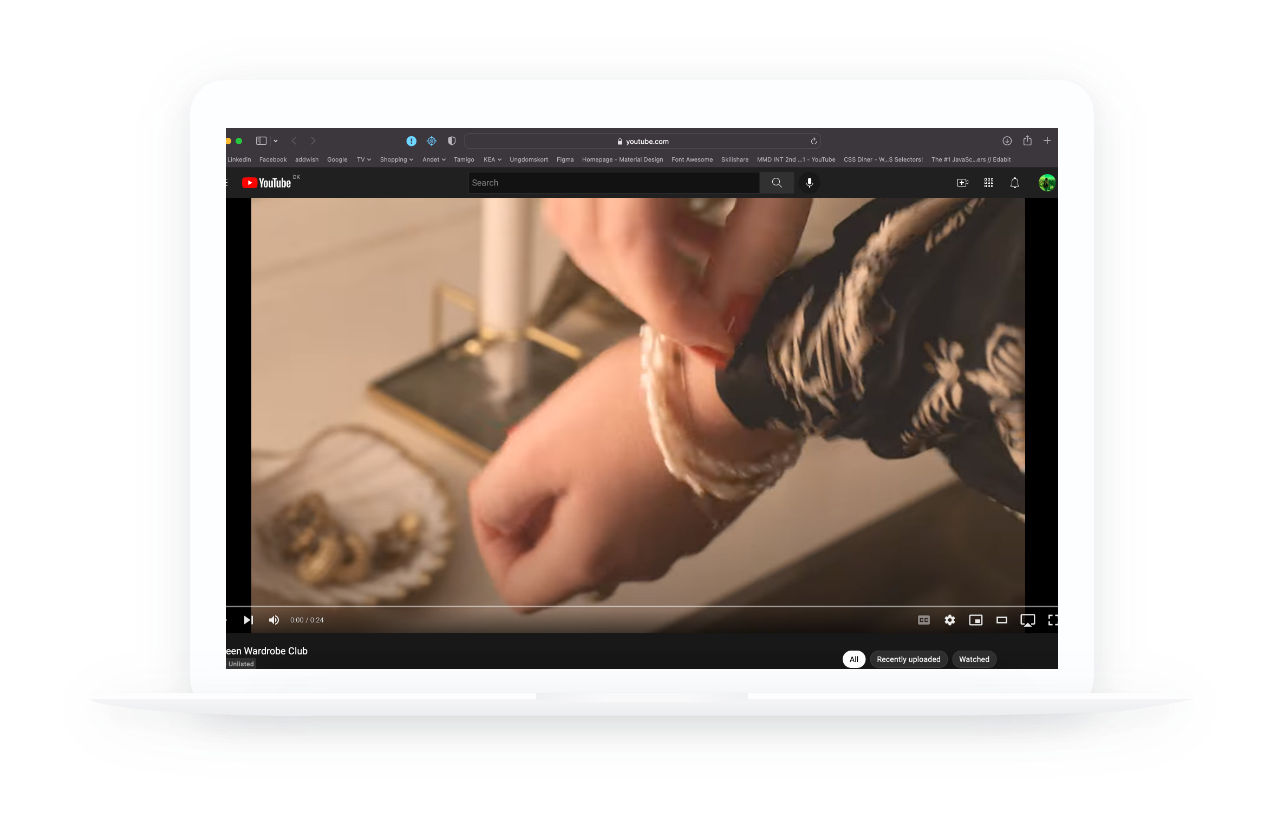 youtube.com
LinkedIn Facebook addwish Google TV Shopping Andet Tamigo KEA Ungdomskort Figma Homepage - Material Design Font Awesome Skillshare MMD INT 2nd ...1 - YouTube CSS Diner - W...S Selectors! The #1 JavaSc...ers // Edabit
YouTube DK
Search
0:00 / 0:24
CC
een Wardrobe Club
Unlisted
All Recently uploaded Watched